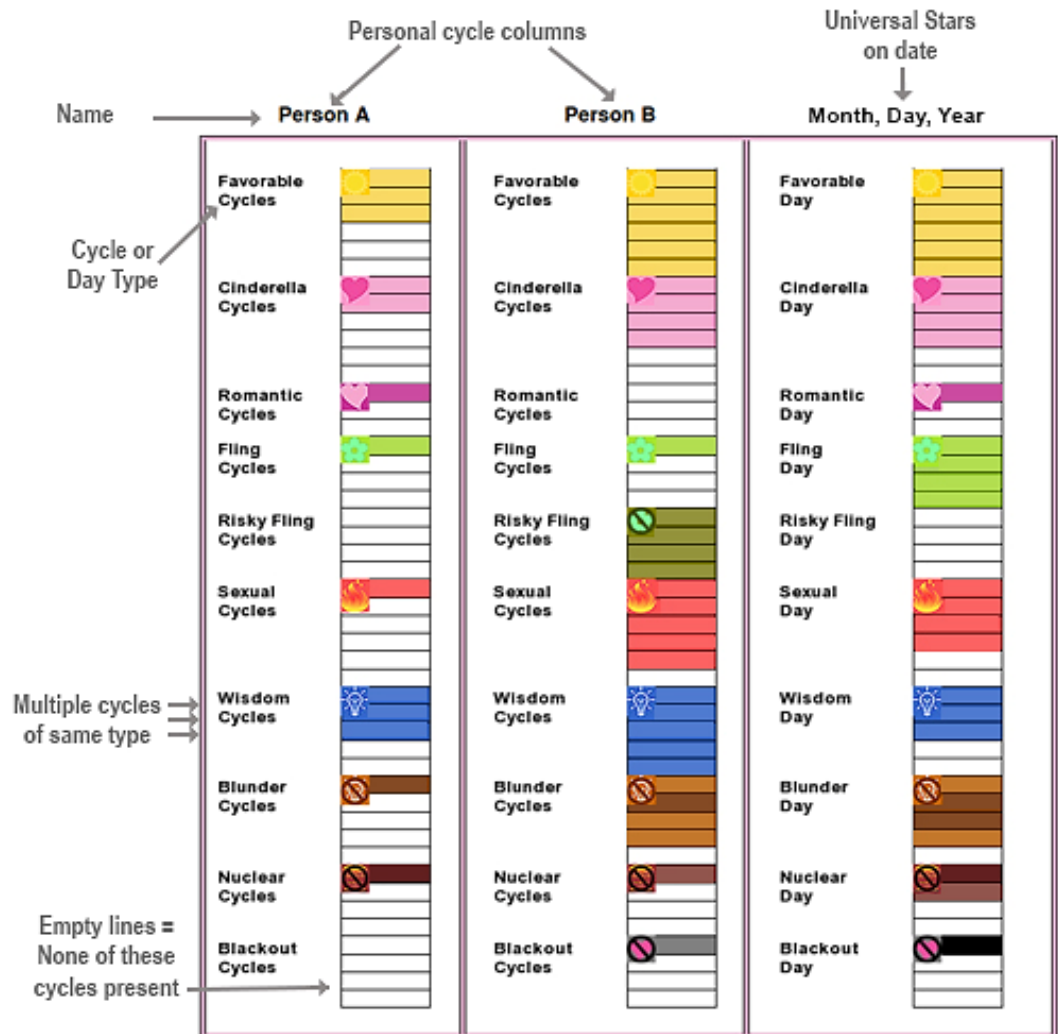 Personal cycle columns
Universal Stars
on date
Name
Person A
Person B
Month, Day, Year
Cycle or
Day Type
Favorable
Cycles
Cinderella
Cycles
Romantic
Cycles
Fling
Cycles
Risky Fling
Cycles
Sexual
Cycles
Wisdom
Cycles
Blunder
Cycles
Nuclear
Cycles
Blackout
Cycles
Favorable
Cycles
Cinderella
Cycles
Romantic
Cycles
Fling
Cycles
Risky Fling
Cycles
Sexual
Cycles
Wisdom
Cycles
Blunder
Cycles
Nuclear
Cycles
Blackout
Cycles
Favorable
Day
Cinderella
Day
Romantic
Day
Fling
Day
Risky Fling
Day
Sexual
Day
Wisdom
Day
Blunder
Day
Nuclear
Day
Blackout
Day
Multiple cycles
of same type
Empty lines =
None of these
cycles present